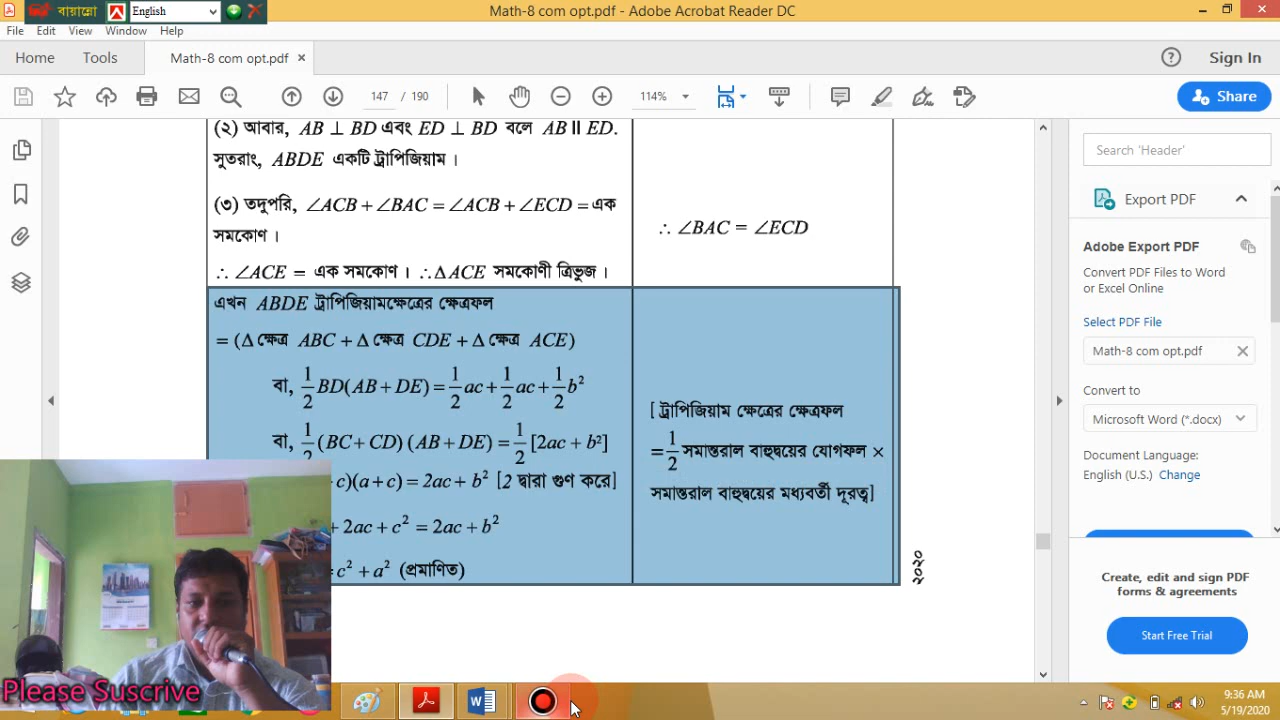 বায়ান্নো English Math-8 com opt.pdf - Adobe Acrobat Reader DC
File Edit View Window Help
Home Tools Math-8 com opt.pdf × Sign In
147 / 190 114% Share
(২) আবার, AB ⊥ BD এবং ED ⊥ BD বলে AB ll ED.
সুতরাং, ABDE একটি ট্রাপিজিয়াম।
(৩) তদুপরি, ∠ACB + ∠BAC = ∠ACB + ∠ECD = এক
সমকোণ।
∴ ∠BAC = ∠ECD
∴ ∠ACE = এক সমকোণ। ∴ Δ ACE সমকোণী ত্রিভুজ।
এখন ABDE ট্রাপিজিয়ামক্ষেত্রের ক্ষেত্রফল
= (Δ ক্ষেত্র ABC + Δ ক্ষেত্র CDE + Δ ক্ষেত্র ACE)
বা, 1/2 BD(AB + DE) = 1/2 ac + 1/2 ac + 1/2 b²
বা, 1/2 (BC + CD) (AB + DE) = 1/2 [2ac + b²]
c)(a + c) = 2ac + b² [2 দ্বারা গুণ করে]
+ 2ac + c² = 2ac + b²
= c² + a² (প্রমাণিত)
[ ট্রাপিজিয়াম ক্ষেত্রের ক্ষেত্রফল
= 1/2 সমান্তরাল বাহুদ্বয়ের যোগফল ×
সমান্তরাল বাহুদ্বয়ের মধ্যবর্তী দূরত্ব]
২০২০
Search 'Header'
Export PDF
Adobe Export PDF
Convert PDF Files to Word
or Excel Online
Select PDF File
Math-8 com opt.pdf
Convert to
Microsoft Word (*.docx)
Document Language:
English (U.S.) Change
Create, edit and sign PDF
forms & agreements
Start Free Trial
Please Suscrive
9:36 AM
5/19/2020